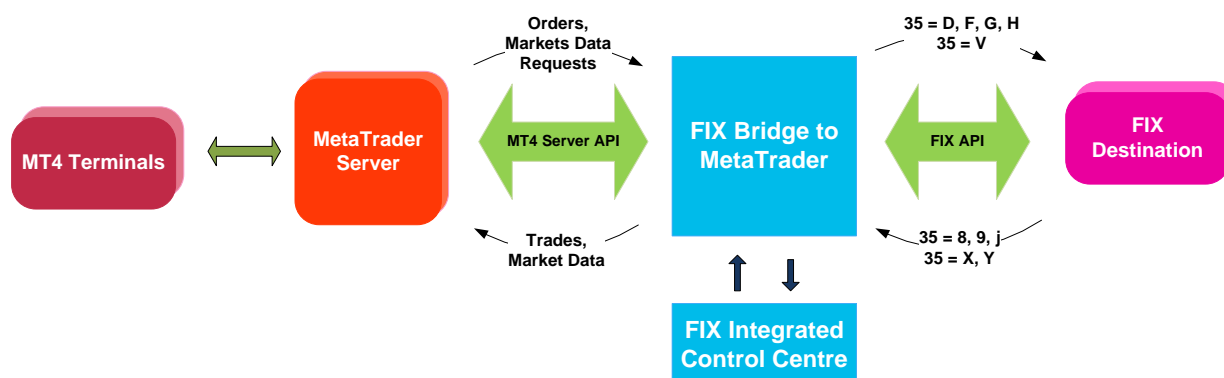 MT4 Terminals
MetaTrader
Server
Orders,
Markets Data
Requests
MT4 Server API
Trades,
Market Data
FIX Bridge to
MetaTrader
35 = D, F, G, H
35 = V
FIX API
35 = 8, 9, j
35 = X, Y
FIX
Destination
FIX Integrated
Control Centre